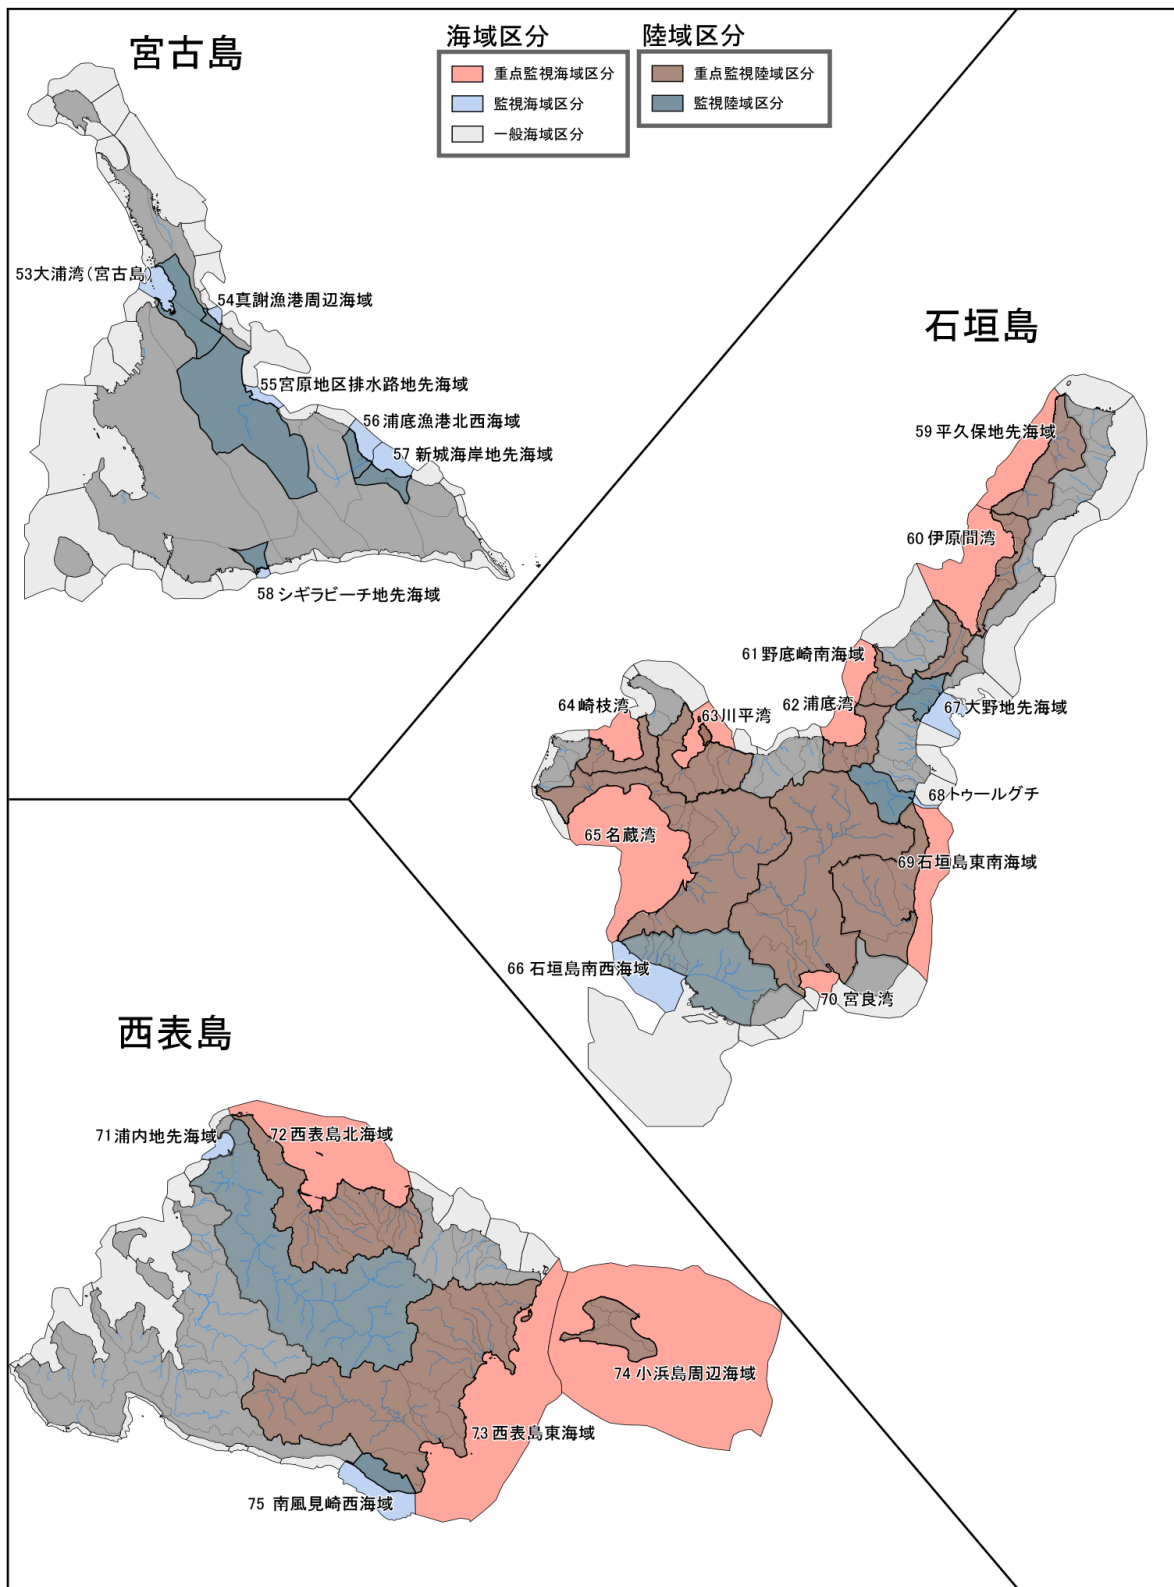 宮古島
海域区分
重点監視海域区分
監視海域区分
一般海域区分
陸域区分
重点監視陸域区分
監視陸域区分
53大浦湾(宮古島)
54真謝漁港周辺海域
55宮原地区排水路地先海域
56浦底漁港北西海域
57新城海岸地先海域
58シギラビーチ地先海域
石垣島
59平久保地先海域
60伊原間湾
61野底崎南海域
62浦底湾
63川平湾
64崎枝湾
65名蔵湾
66石垣島南西海域
67大野地先海域
68トゥールグチ
69石垣島東南海域
70宮良湾
西表島
71浦内地先海域
72西表島北海域
73西表島東海域
74小浜島周辺海域
75南風見崎西海域